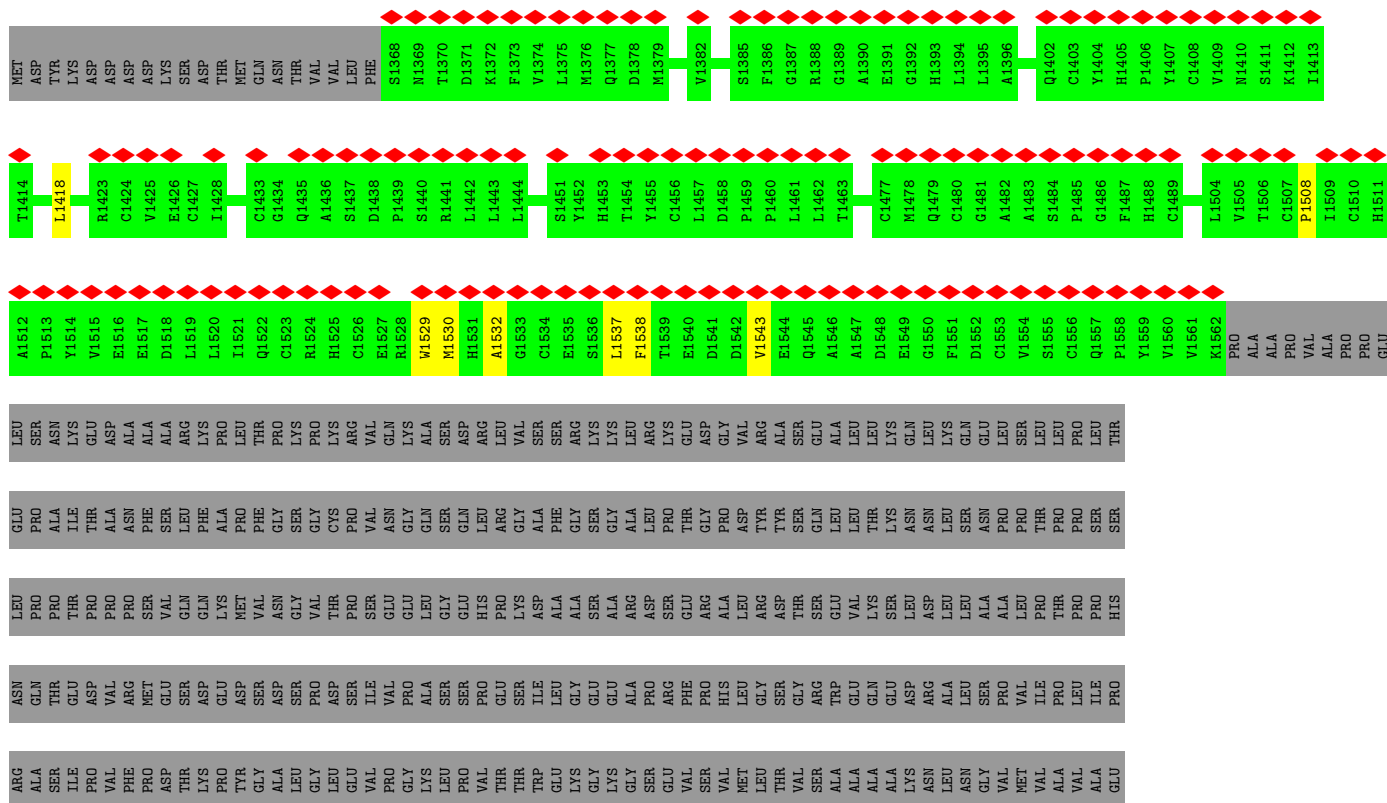 MET ASP TYR LYS ASP ASP ASP ASP LYS SER ASP THR MET GLN ASN THR VAL VAL LEU PHE S1368 N1369 T1370 D1371 K1372 F1373 V1374 L1375 M1376 Q1377 D1378 M1379 V1382 S1385 F1386 G1387 R1388 G1389 A1390 E1391 G1392 H1393 L1394 L1395 A1396 Q1402 C1403 Y1404 H1405 P1406 Y1407 C1408 V1409 N1410 S1411 K1412 I1413
T1414 L1418 R1423 C1424 V1425 E1426 C1427 I1428 C1433 G1434 Q1435 A1436 S1437 D1438 P1439 S1440 R1441 L1442 L1443 L1444 S1451 Y1452 H1453 T1454 Y1455 C1456 L1457 D1458 P1459 P1460 L1461 L1462 T1463 C1477 M1478 Q1479 C1480 G1481 A1482 A1483 S1484 P1485 G1486 F1487 H1488 C1489 L1504 V1505 T1506 C1507 P1508 I1509 C1510 H1511
A1512 P1513 Y1514 V1515 E1516 E1517 D1518 L1519 L1520 I1521 Q1522 C1523 R1524 H1525 C1526 E1527 R1528 W1529 M1530 H1531 A1532 G1533 C1534 E1535 S1536 L1537 F1538 T1539 E1540 D1541 D1542 V1543 E1544 Q1545 A1546 A1547 D1548 E1549 G1550 F1551 D1552 C1553 V1554 S1555 C1556 Q1557 P1558 Y1559 V1560 V1561 K1562 PRO ALA ALA PRO VAL ALA PRO PRO GLU
LEU SER ASN LYS GLU ASP ALA ALA ALA ARG LYS PRO LEU THR PRO LYS PRO LYS ARG VAL GLN LYS ALA SER ASP ARG LEU VAL SER SER ARG LYS LYS LEU ARG LYS GLU ASP GLY VAL ARG ALA SER GLU ALA LEU LEU LYS GLN LEU LYS GLN GLU LEU SER LEU LEU PRO LEU THR
GLU PRO ALA ILE THR ALA ASN PHE SER LEU PHE ALA PRO PHE GLY SER GLY CYS PRO VAL ASN GLY GLN SER GLN LEU ARG GLY ALA PHE GLY SER GLY ALA LEU PRO THR GLY PRO ASP TYR TYR SER GLN LEU LEU THR LYS ASN ASN LEU SER ASN PRO PRO THR PRO PRO SER SER
LEU PRO PRO THR PRO PRO PRO SER VAL GLN GLN LYS MET VAL ASN GLY VAL THR PRO SER GLU GLU LEU GLY GLU HIS PRO LYS ASP ALA ALA SER ALA ARG ASP SER GLU ARG ALA LEU ARG ASP THR SER GLU VAL LYS SER LEU ASP LEU LEU ALA ALA LEU PRO THR PRO PRO HIS
ASN GLN THR GLU ASP VAL ARG MET GLU SER ASP GLU ASP SER ASP SER PRO ASP SER ILE VAL PRO ALA SER SER PRO GLU SER ILE LEU GLY GLU GLU ALA PRO ARG PHE PRO HIS LEU GLY SER GLY ARG TRP GLU GLN GLU ASP ARG ALA LEU SER PRO VAL ILE PRO LEU ILE PRO
ARG ALA SER ILE PRO VAL PHE PRO ASP THR LYS PRO TYR GLY ALA LEU GLY LEU GLU VAL PRO GLY LYS LEU PRO VAL THR THR TRP GLU LYS GLY LYS GLY SER GLU VAL SER VAL MET LEU THR VAL SER ALA ALA ALA ALA LYS ASN LEU ASN GLY VAL MET VAL ALA VAL ALA GLU